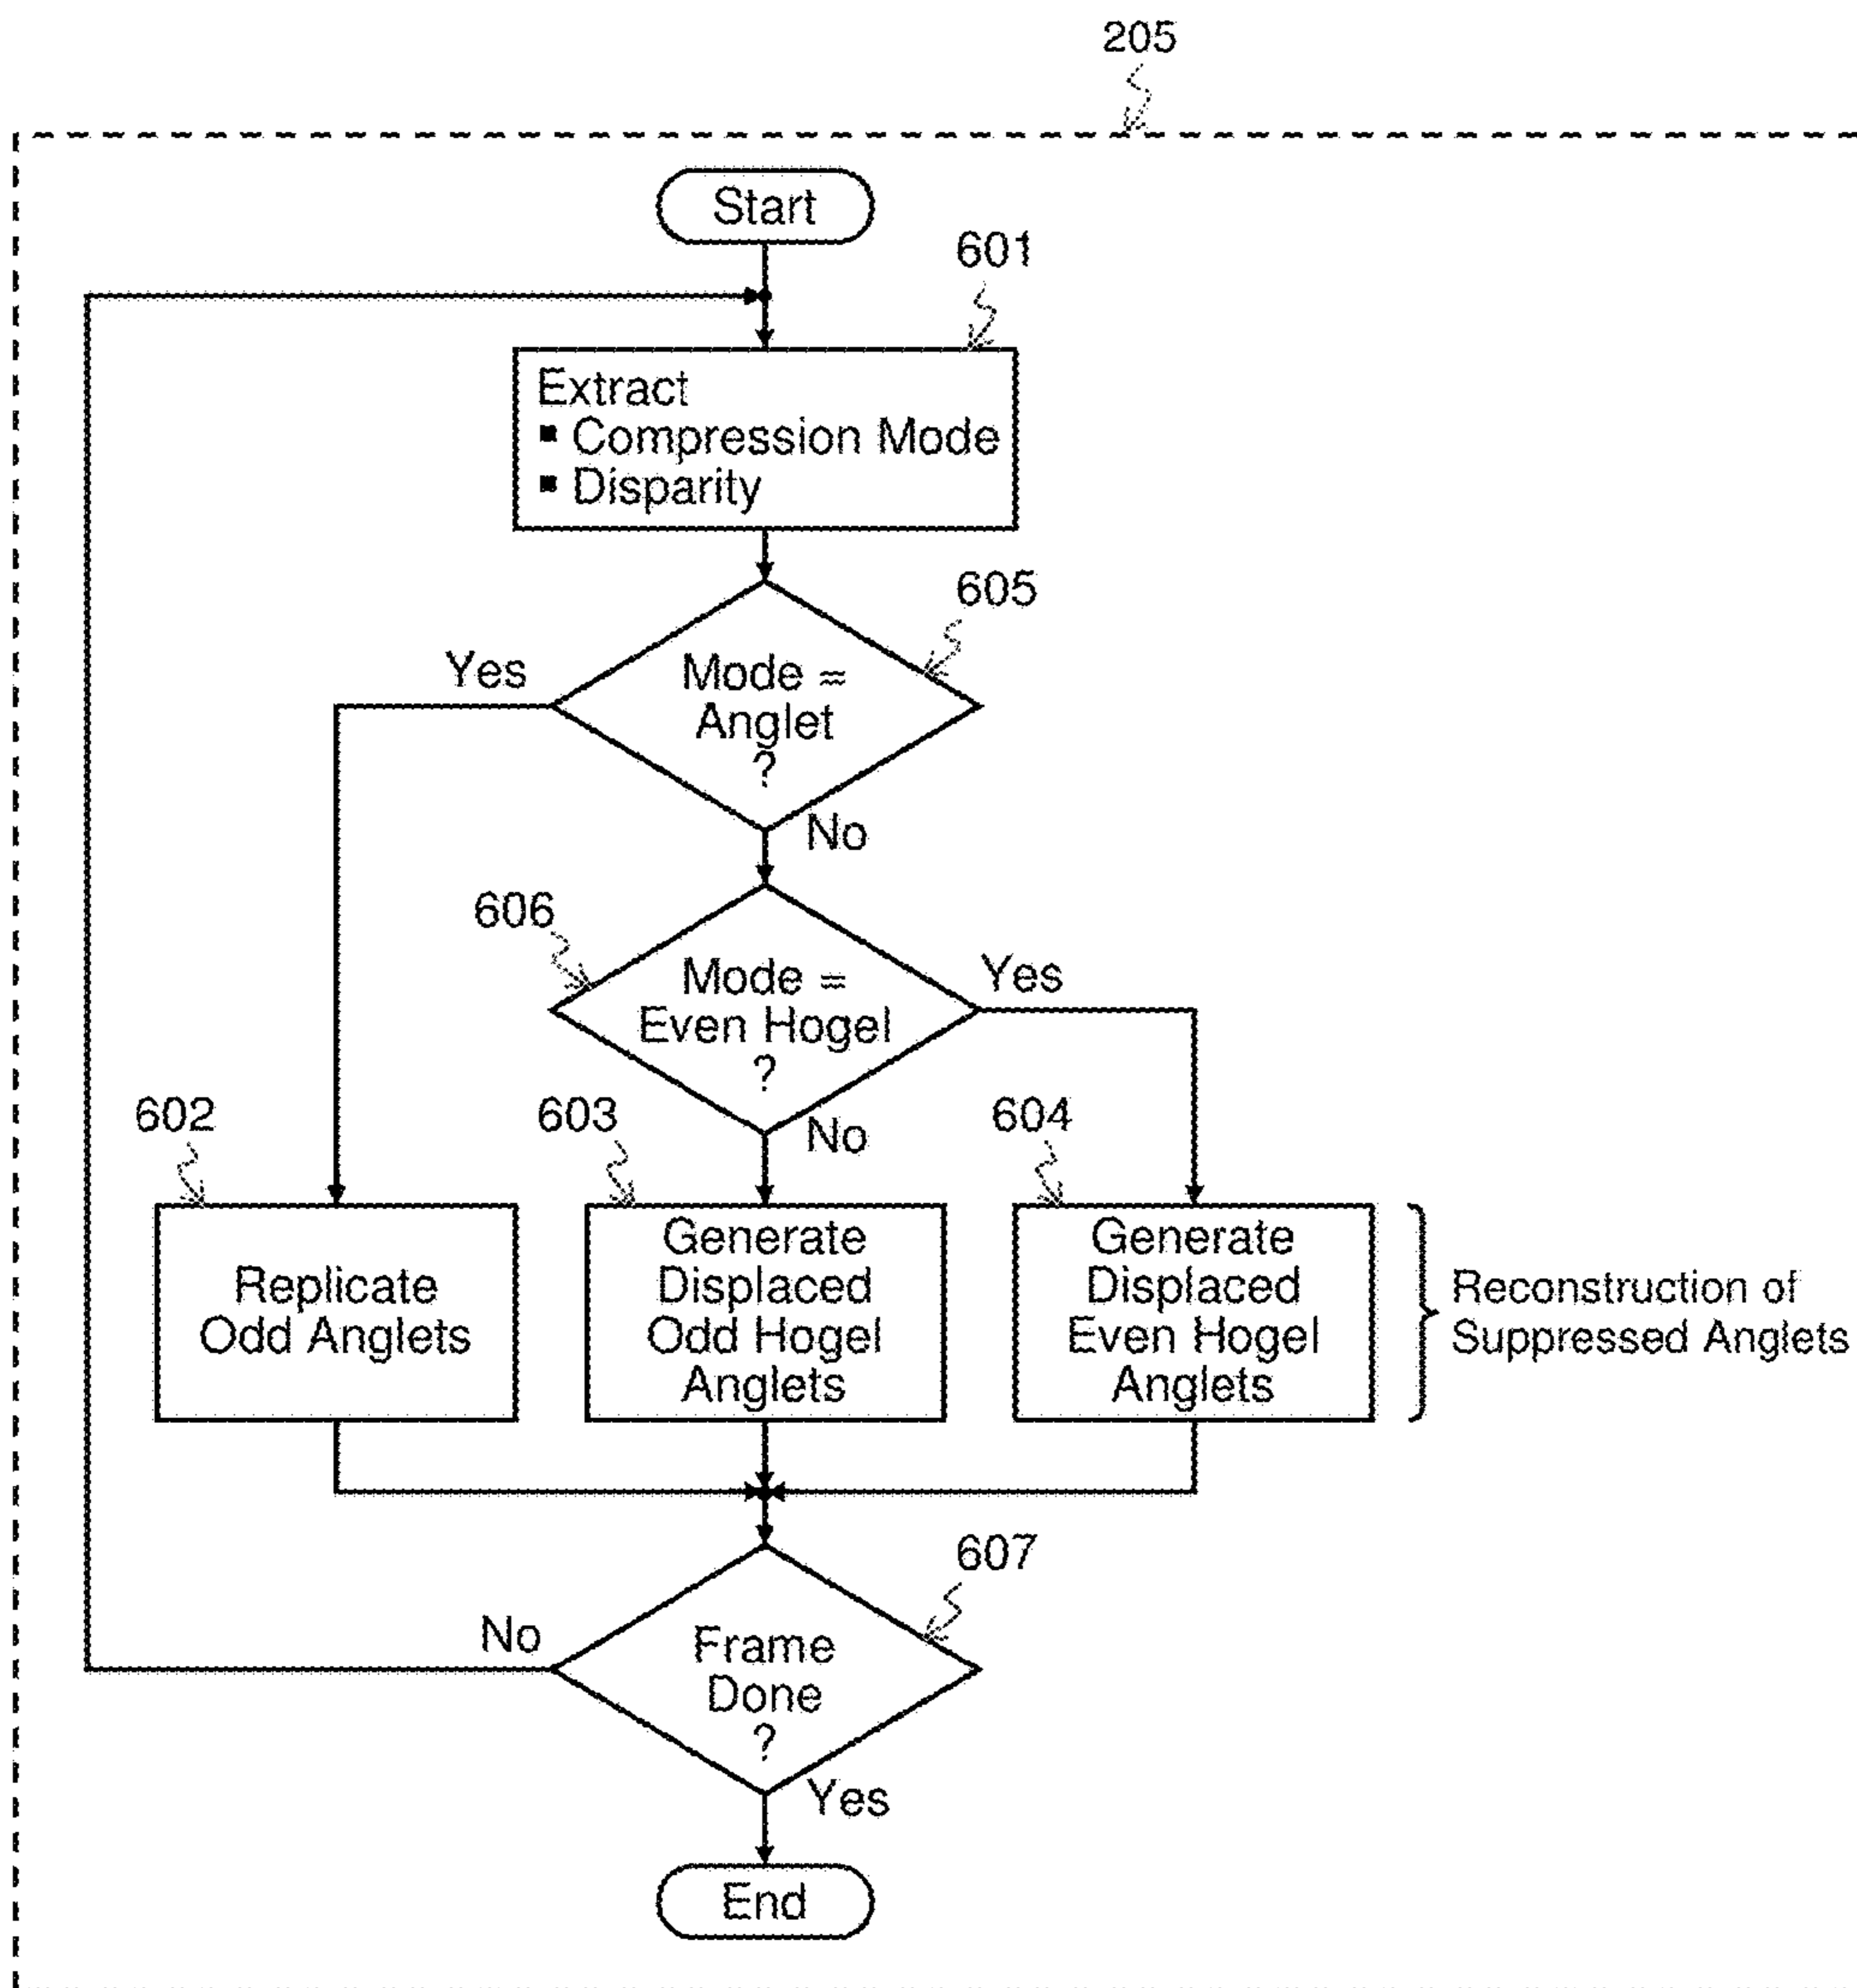 205
Start
601
Extract
▪ Compression Mode
▪ Disparity
605
Yes
Mode =
Anglet
?
No
606
Mode =
Even Hogel
?
Yes
No
602
603
604
Replicate
Odd Anglets
Generate
Displaced
Odd Hogel
Anglets
Generate
Displaced
Even Hogel
Anglets
Reconstruction of
Suppressed Anglets
607
No
Frame
Done
?
Yes
End